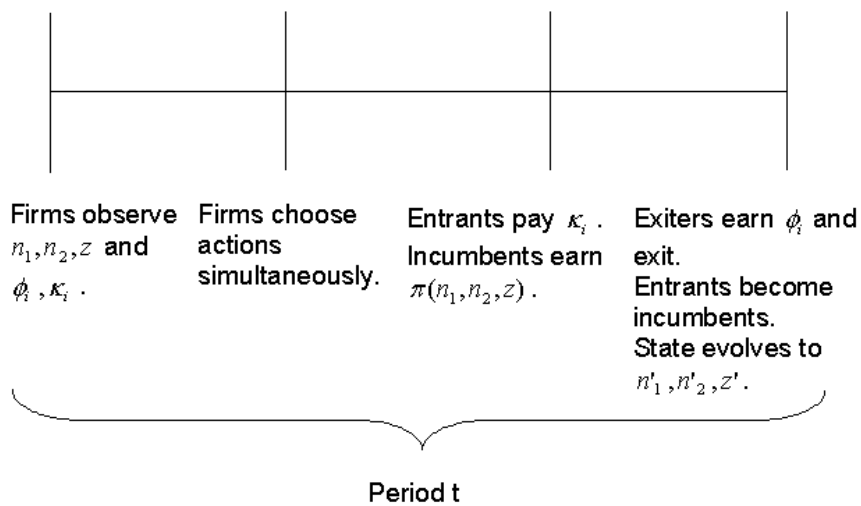 Firms observe
n₁,n₂,z and
ϕᵢ ,κᵢ .
Firms choose
actions
simultaneously.
Entrants pay κᵢ .
Incumbents earn
π(n₁,n₂,z) .
Exiters earn ϕᵢ and
exit.
Entrants become
incumbents.
State evolves to
n'₁ ,n'₂ ,z' .
Period t